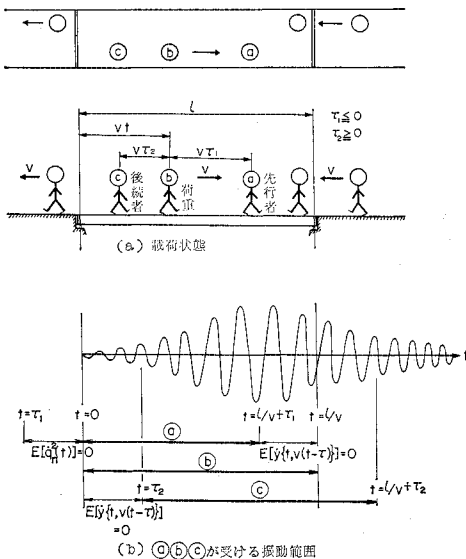 ⓒ ⓑ ⓐ
l
vt
τ₁≦0
τ₂≧0
vτ₂ vτ₁
v ⓒ ⓑ v ⓐ v
後続者 荷重 先行者
(a) 載荷状態
t
t=τ₁ t=0 t=l/v+τ₁ t=l/v
E[q̇ₙ²(t)]=0 ⓐ E[ẏ{t,v(t-τ)}]=0
ⓑ
t=τ₂ ⓒ t=l/v+τ₂
E[ẏ{t,v(t-τ)}]
=0
(b) ⓐⓑⓒが受ける振動範囲